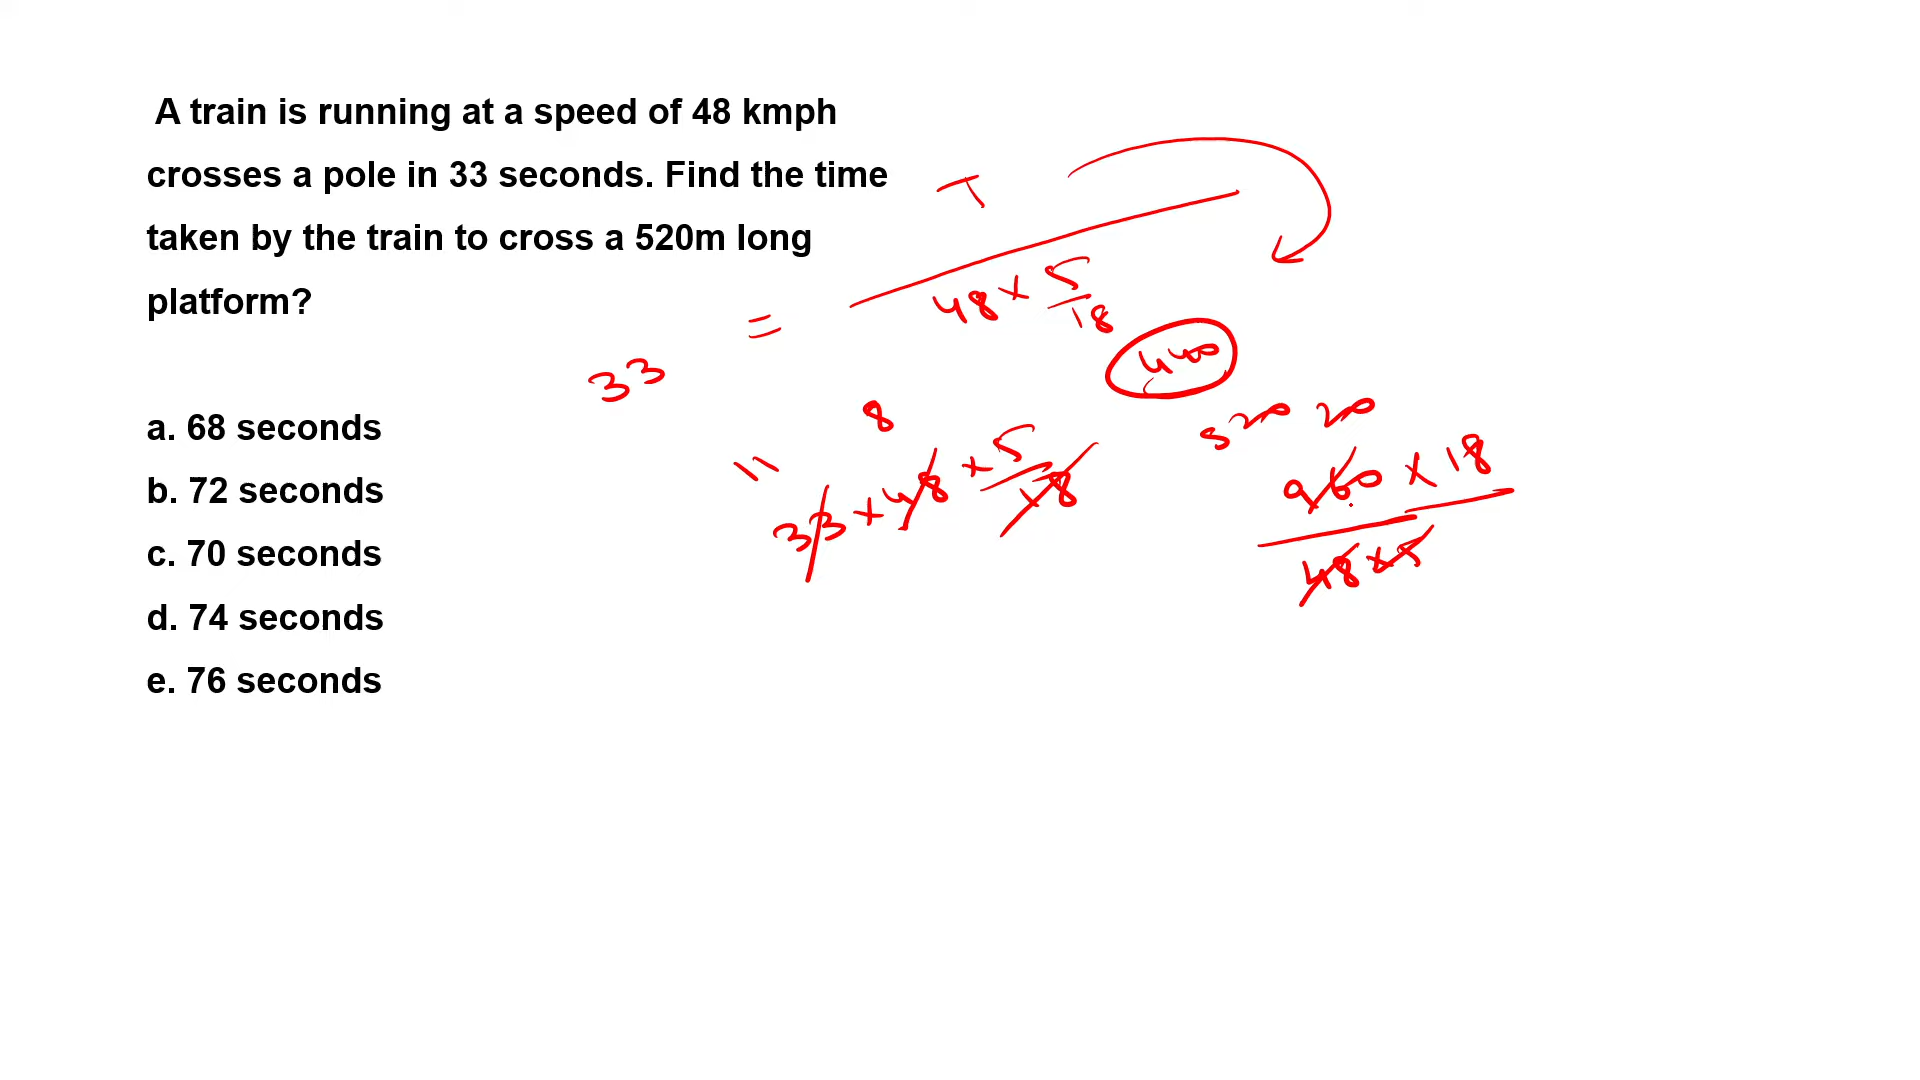 A train is running at a speed of 48 kmph
crosses a pole in 33 seconds. Find the time
taken by the train to cross a 520m long
platform?
a. 68 seconds
b. 72 seconds
c. 70 seconds
d. 74 seconds
e. 76 seconds
T
33 = 48 × 5
18
440
8
11
33 × 48 × 5
18
520 20
960 × 18
48 × 5